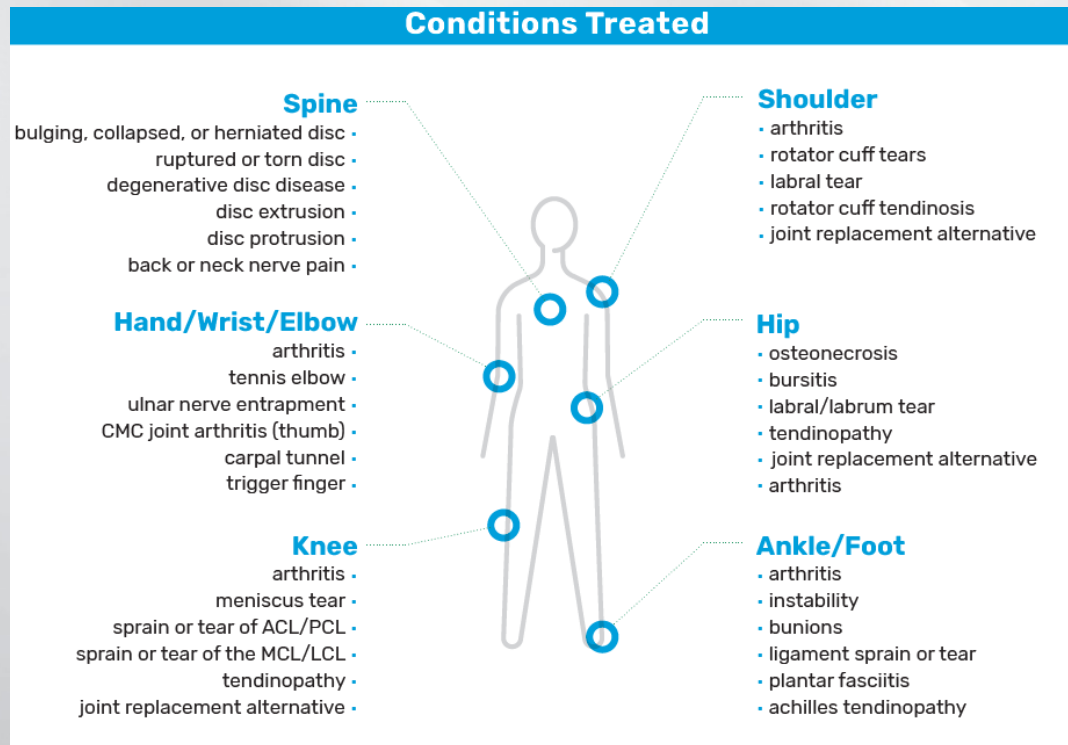 Conditions Treated
Spine
bulging, collapsed, or herniated disc
ruptured or torn disc
degenerative disc disease
disc extrusion
disc protrusion
back or neck nerve pain
Hand/Wrist/Elbow
arthritis
tennis elbow
ulnar nerve entrapment
CMC joint arthritis (thumb)
carpal tunnel
trigger finger
Knee
arthritis
meniscus tear
sprain or tear of ACL/PCL
sprain or tear of the MCL/LCL
tendinopathy
joint replacement alternative
Shoulder
arthritis
rotator cuff tears
labral tear
rotator cuff tendinosis
joint replacement alternative
Hip
osteonecrosis
bursitis
labral/labrum tear
tendinopathy
joint replacement alternative
arthritis
Ankle/Foot
arthritis
instability
bunions
ligament sprain or tear
plantar fasciitis
achilles tendinopathy